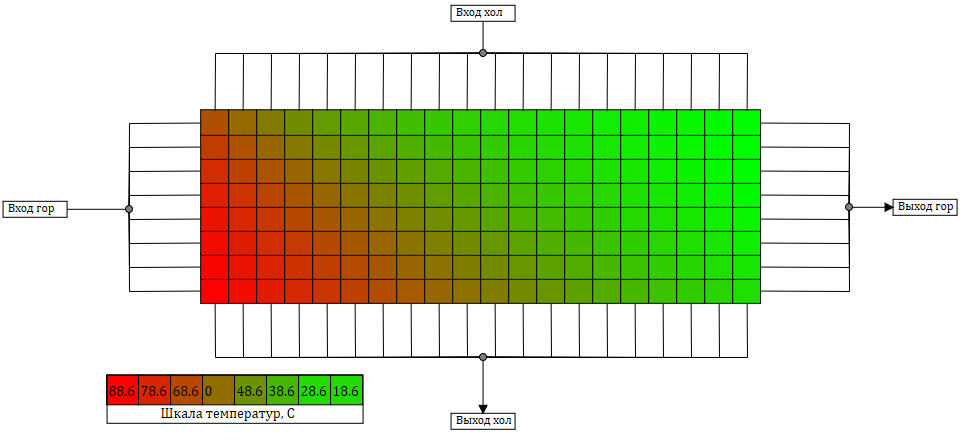 Вход хол
Вход гор
Выход гор
88.6 78.6 68.6 0 48.6 38.6 28.6 18.6
Шкала температур, С
Выход хол